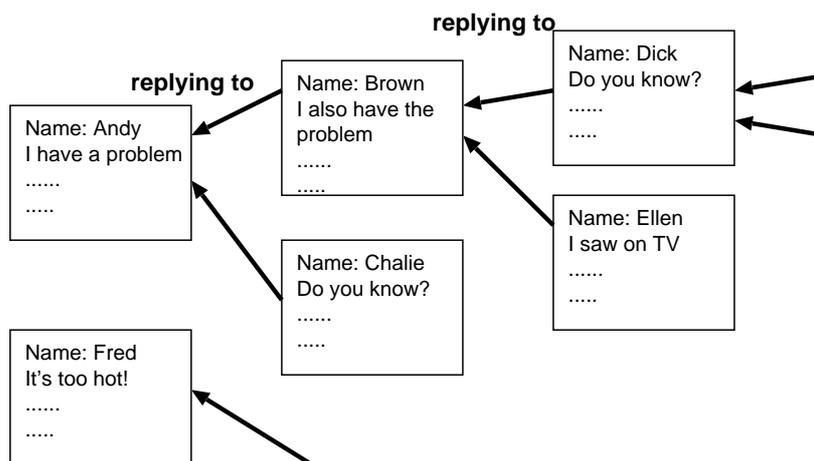 replying to
Name: Dick
Do you know?
......
.....
replying to
Name: Brown
I also have the
problem
......
.....
Name: Andy
I have a problem
......
.....
Name: Ellen
I saw on TV
......
.....
Name: Chalie
Do you know?
......
.....
Name: Fred
It's too hot!
......
.....